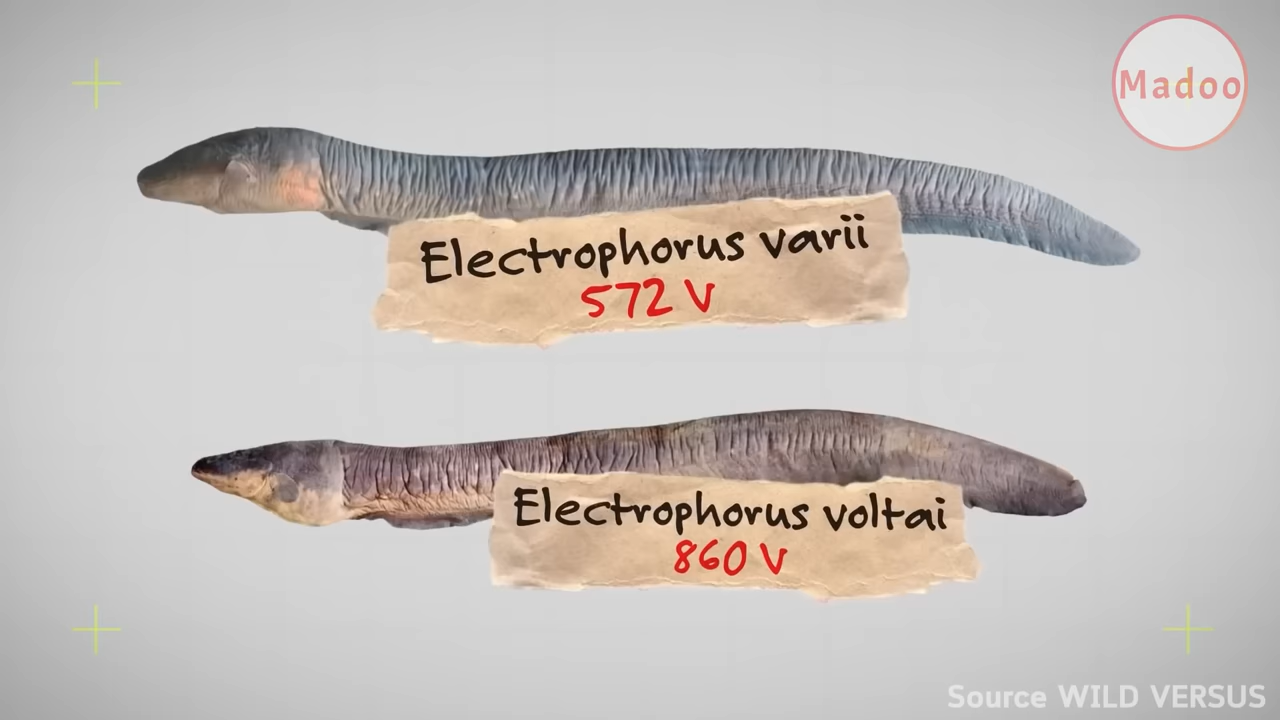 Madoo
Electrophorus varii
572 V
Electrophorus voltai
860 V
Source WILD VERSUS